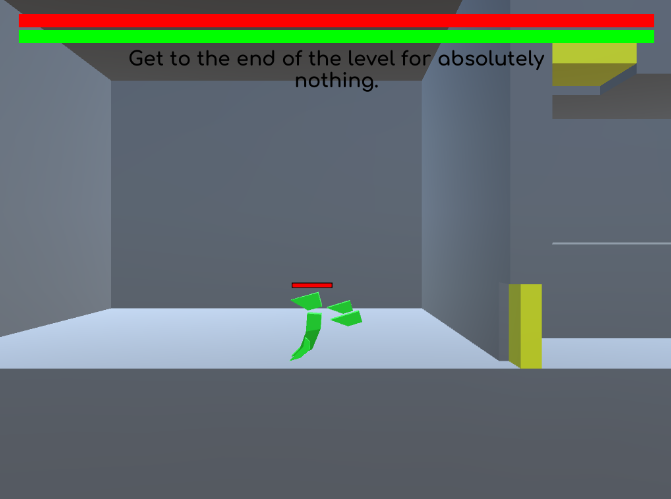 Get to the end of the level for absolutely
nothing.